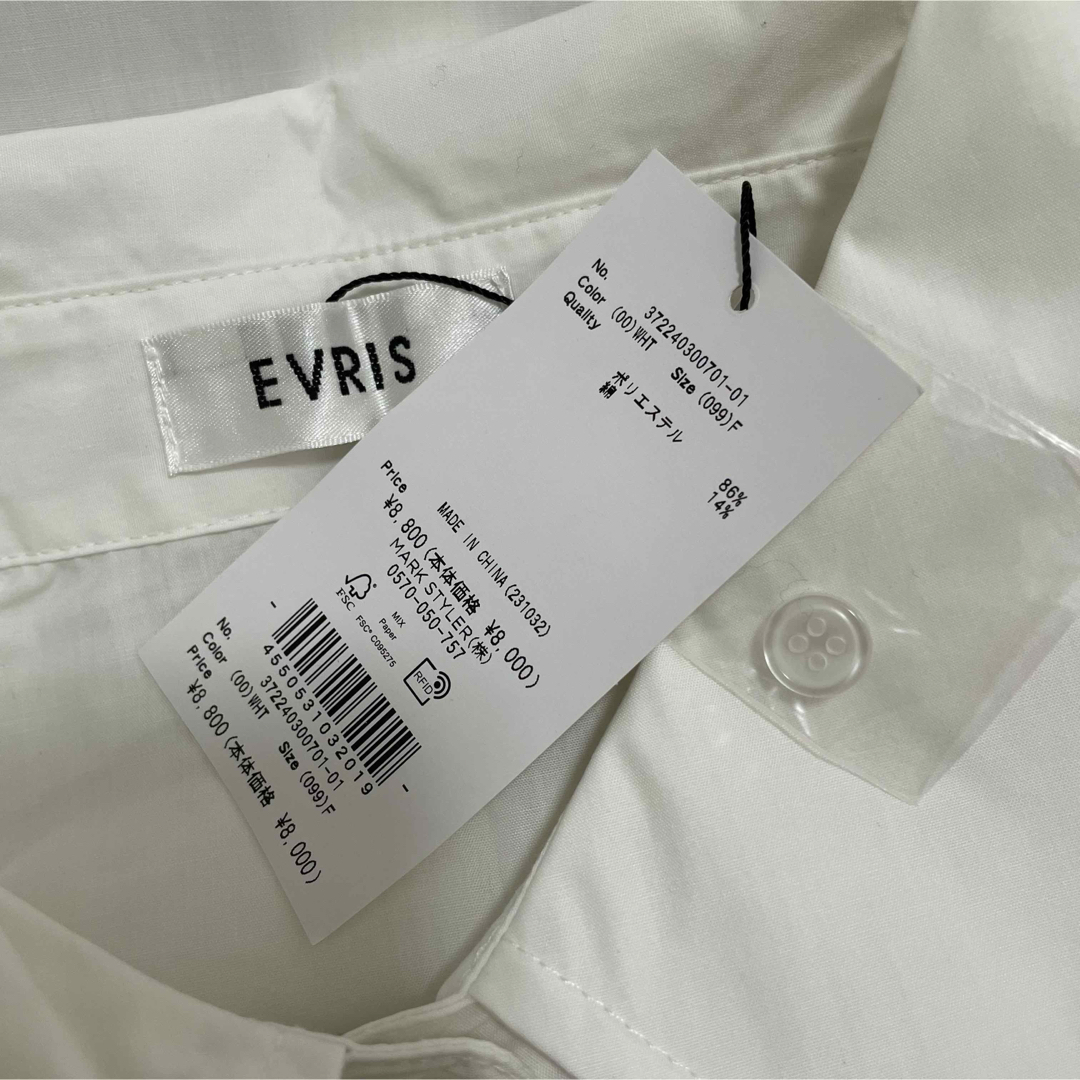 EVRIS
No. 372240300701-01
Color (00)WHT Size (099)F
Quality
ポリエステル 86%
綿 14%
MADE IN CHINA(231032)
Price ¥8,800(本体価格 ¥8,000)
MARK STYLER(株)
0570-050-757
FSC
MIX
Paper
FSC® C095275
RFID
4550531032019
No. 372240300701-01
Color (00)WHT Size (099)F
Price ¥8,800(本体価格 ¥8,000)